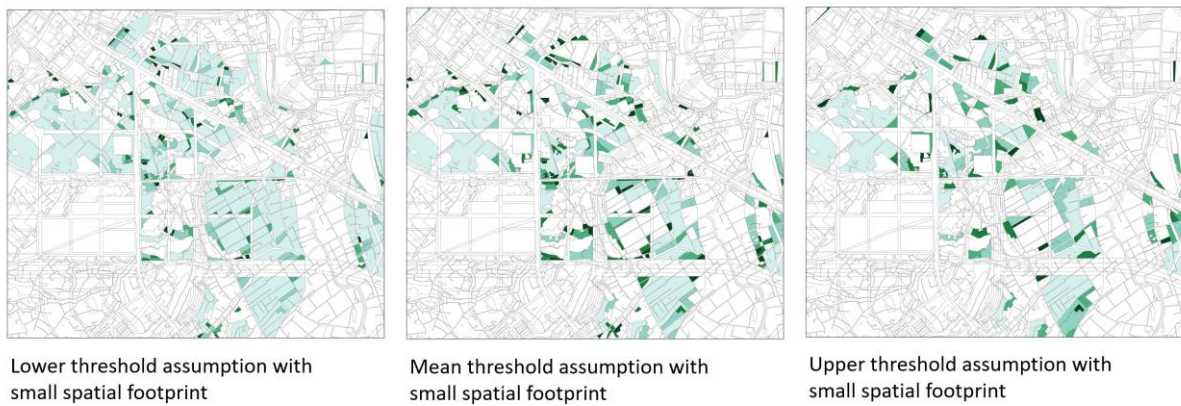 Lower threshold assumption with
small spatial footprint
Mean threshold assumption with
small spatial footprint
Upper threshold assumption with
small spatial footprint